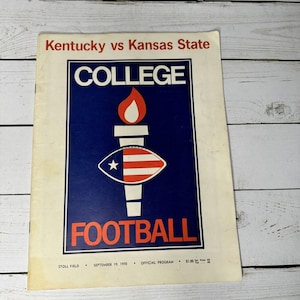 Kentucky vs Kansas State
COLLEGE
FOOTBALL
STOLL FIELD • SEPTEMBER 19, 1970 • OFFICIAL PROGRAM •